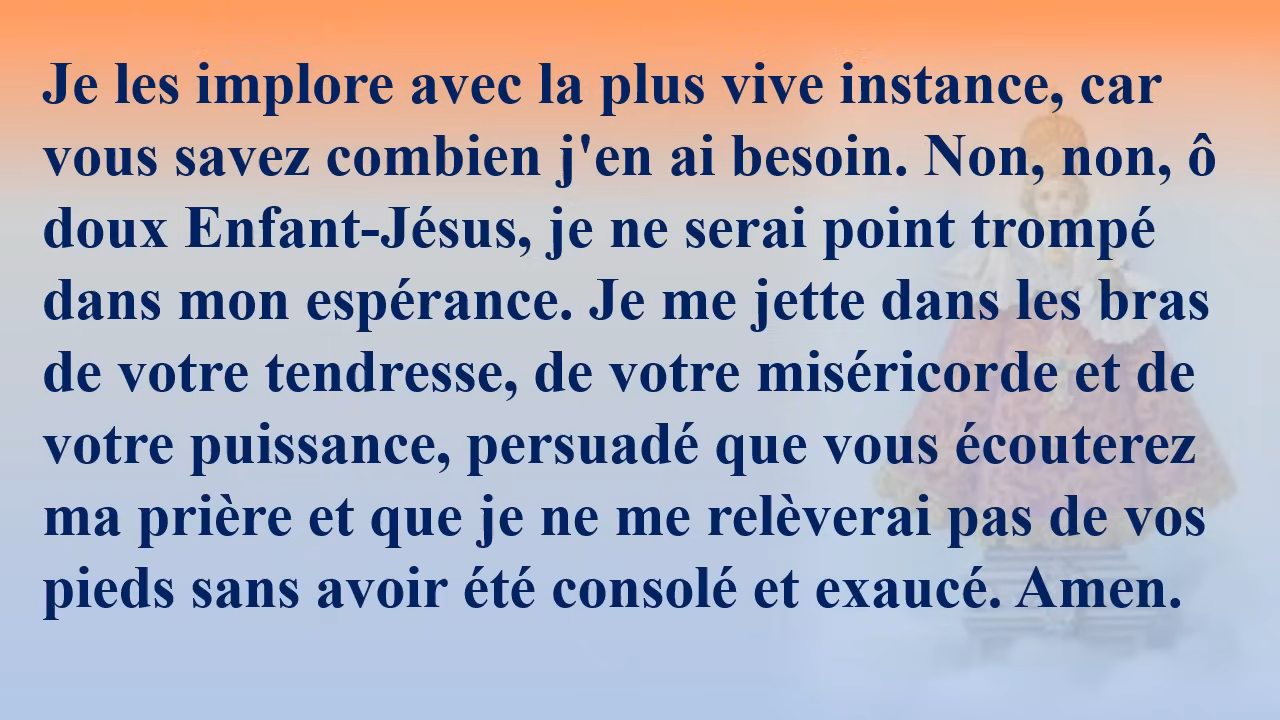 Je les implore avec la plus vive instance, car
vous savez combien j'en ai besoin. Non, non, ô
doux Enfant-Jésus, je ne serai point trompé
dans mon espérance. Je me jette dans les bras
de votre tendresse, de votre miséricorde et de
votre puissance, persuadé que vous écouterez
ma prière et que je ne me relèverai pas de vos
pieds sans avoir été consolé et exaucé. Amen.